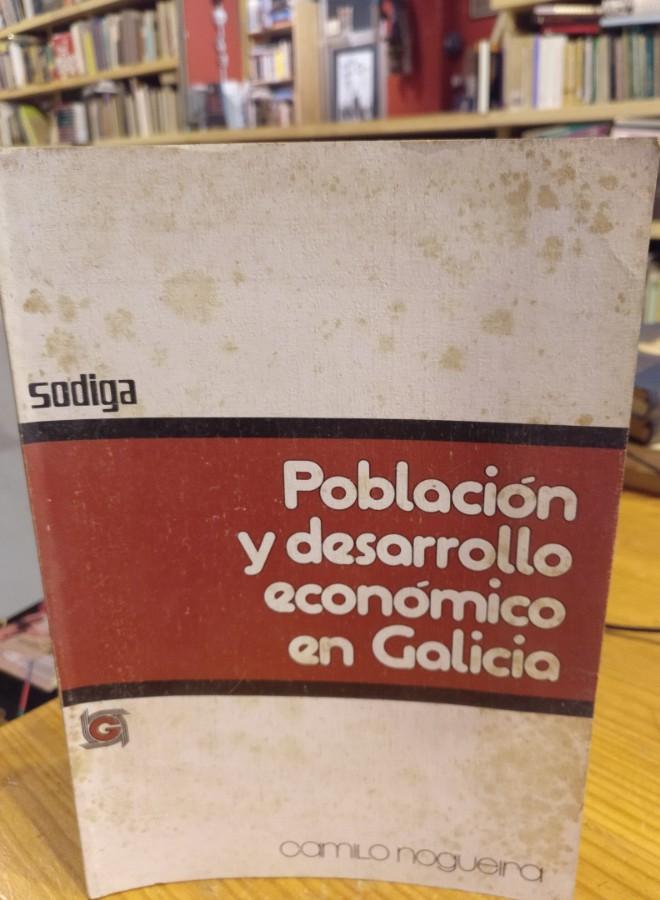 sodiga
Población
y desarrollo
económico
en Galicia
G
camilo nogueira